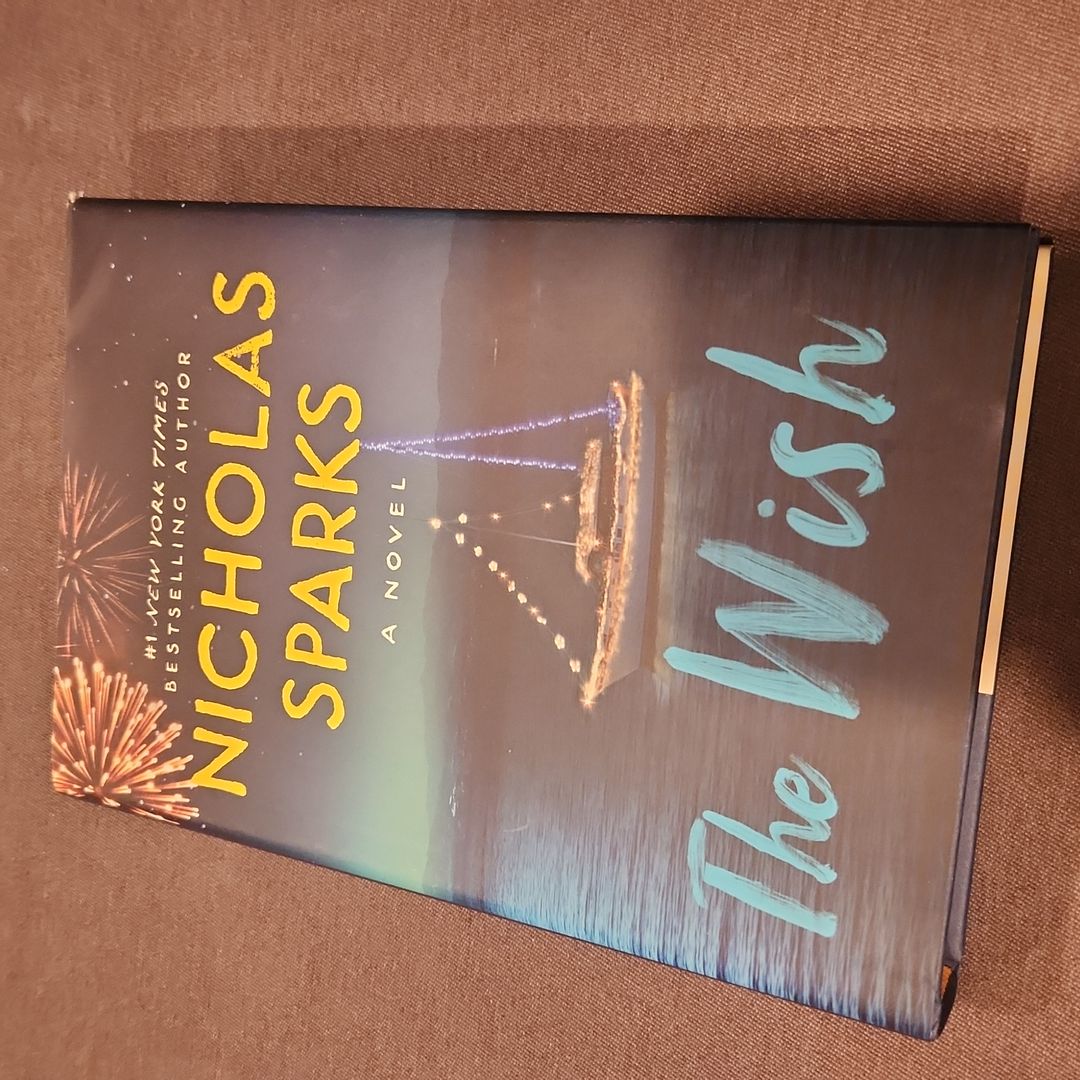 #1 NEW YORK TIMES
BESTSELLING AUTHOR
NICHOLAS
SPARKS
A NOVEL
The Wish